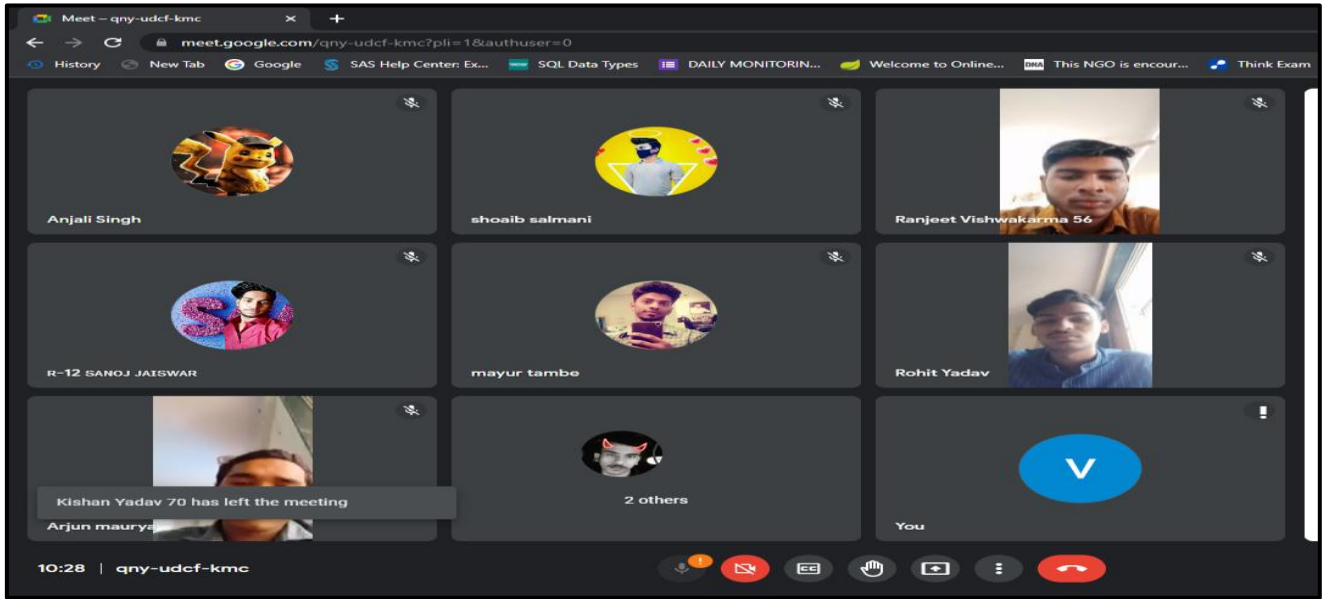 Meet – qny-udcf-kmc
meet.google.com/qny-udcf-kmc?pli=1&authuser=0
History New Tab Google SAS Help Center: Ex... SQL Data Types DAILY MONITORIN... Welcome to Online... DNA This NGO is encour... Think Exam
Anjali Singh shoaib salmani Ranjeet Vishwakarma 56
R-12 SANOJ JAISWAR mayur tambe Rohit Yadav
V
Kishan Yadav 70 has left the meeting
2 others
Arjun maurya You
10:28 | qny-udcf-kmc CC